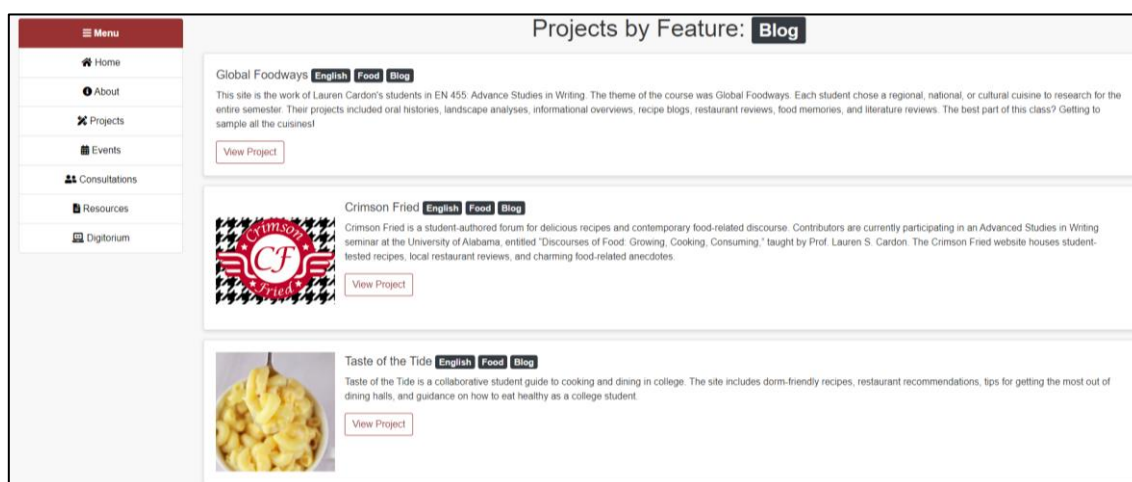 Menu
Home
About
Projects
Events
Consultations
Resources
Digitorium
Projects by Feature: Blog
Global Foodways English Food Blog
This site is the work of Lauren Cardon's students in EN 455: Advance Studies in Writing. The theme of the course was Global Foodways. Each student chose a regional, national, or cultural cuisine to research for the
entire semester. Their projects included oral histories, landscape analyses, informational overviews, recipe blogs, restaurant reviews, food memories, and literature reviews. The best part of this class? Getting to
sample all the cuisines!
View Project
Crimson
CF
Fried
Crimson Fried English Food Blog
Crimson Fried is a student-authored forum for delicious recipes and contemporary food-related discourse. Contributors are currently participating in an Advanced Studies in Writing
seminar at the University of Alabama, entitled "Discourses of Food: Growing, Cooking, Consuming," taught by Prof. Lauren S. Cardon. The Crimson Fried website houses student-
tested recipes, local restaurant reviews, and charming food-related anecdotes.
View Project
Taste of the Tide English Food Blog
Taste of the Tide is a collaborative student guide to cooking and dining in college. The site includes dorm-friendly recipes, restaurant recommendations, tips for getting the most out of
dining halls, and guidance on how to eat healthy as a college student.
View Project